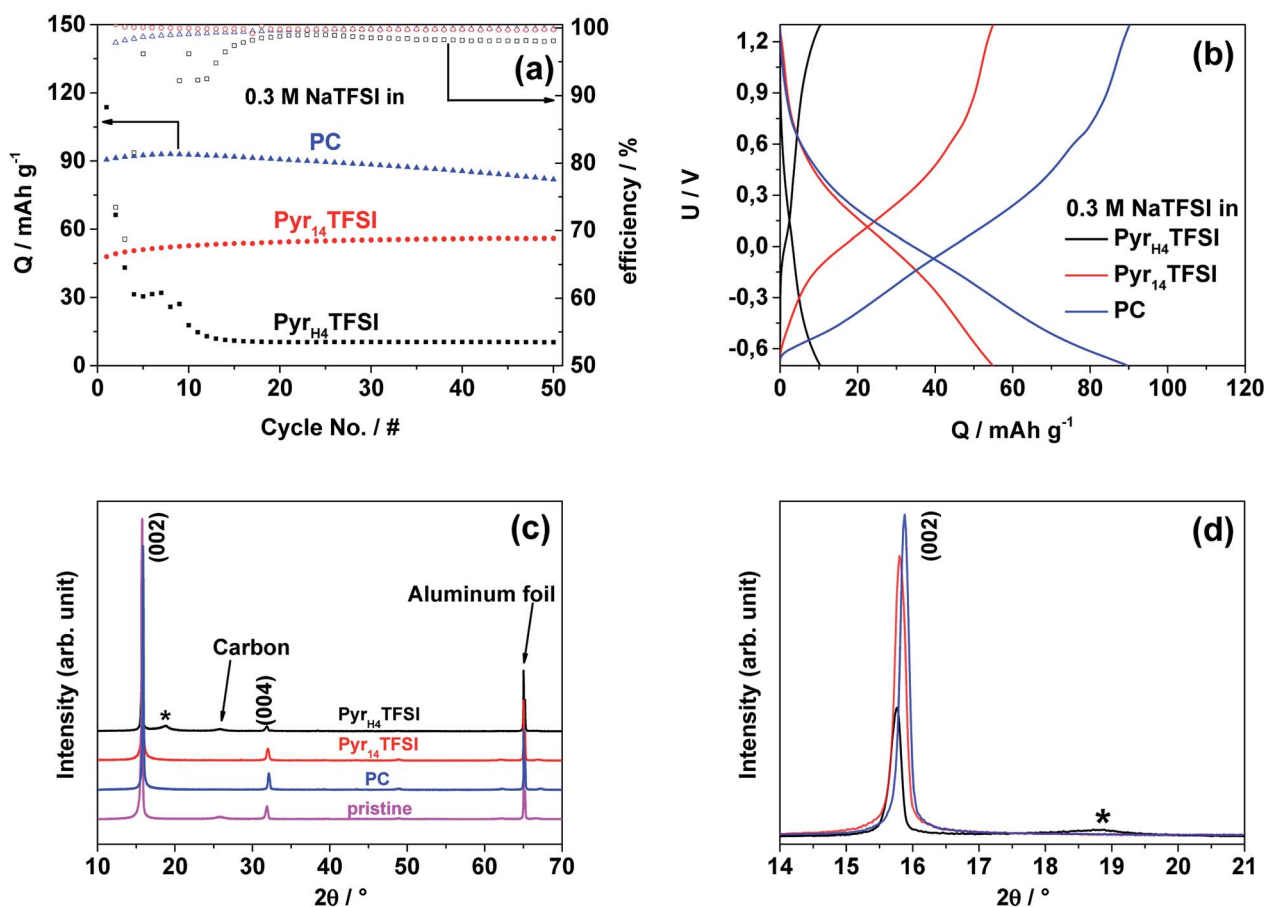 (a)
0.3 M NaTFSI in
PC
Pyr₁₄TFSI
Pyr_H4TFSI
150
120
90
60
30
0
Q / mAh g⁻¹
0
10
20
30
40
50
Cycle No. / #
100
90
80
70
60
50
efficiency / %
(b)
1,2
0,9
0,6
0,3
0,0
-0,3
-0,6
U / V
0.3 M NaTFSI in
Pyr_H4TFSI
Pyr₁₄TFSI
PC
0
20
40
60
80
100
120
Q / mAh g⁻¹
(c)
(002)
*
Carbon
(004)
Aluminum foil
Pyr_H4TFSI
Pyr₁₄TFSI
PC
pristine
Intensity (arb. unit)
10
20
30
40
50
60
70
2θ / °
(d)
(002)
*
Intensity (arb. unit)
14
15
16
17
18
19
20
21
2θ / °